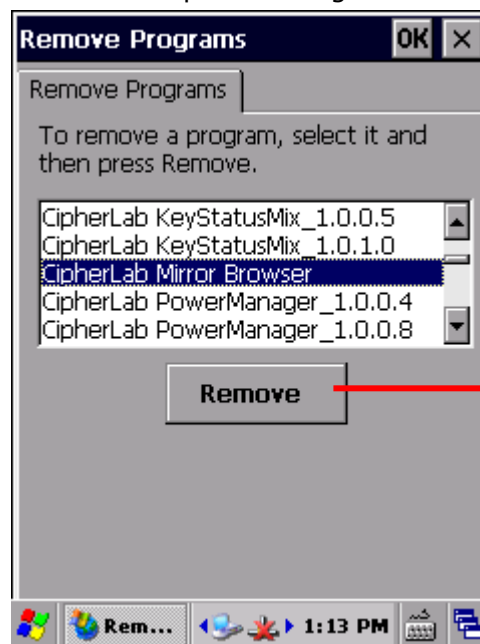 Remove Programs OK ×
Remove Programs
To remove a program, select it and
then press Remove.
CipherLab KeyStatusMix_1.0.0.5
CipherLab KeyStatusMix_1.0.1.0
CipherLab Mirror Browser
CipherLab PowerManager_1.0.0.4
CipherLab PowerManager_1.0.0.8
Remove
Rem... 1:13 PM